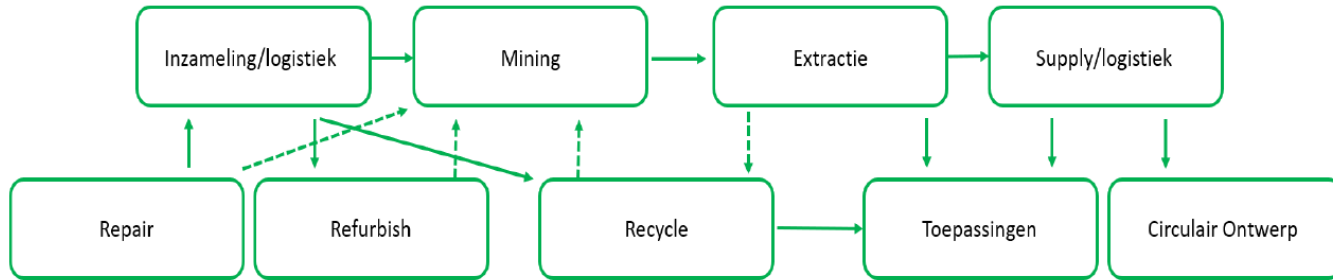 Inzameling/logistiek
Mining
Extractie
Supply/logistiek
Repair
Refurbish
Recycle
Toepassingen
Circulair Ontwerp